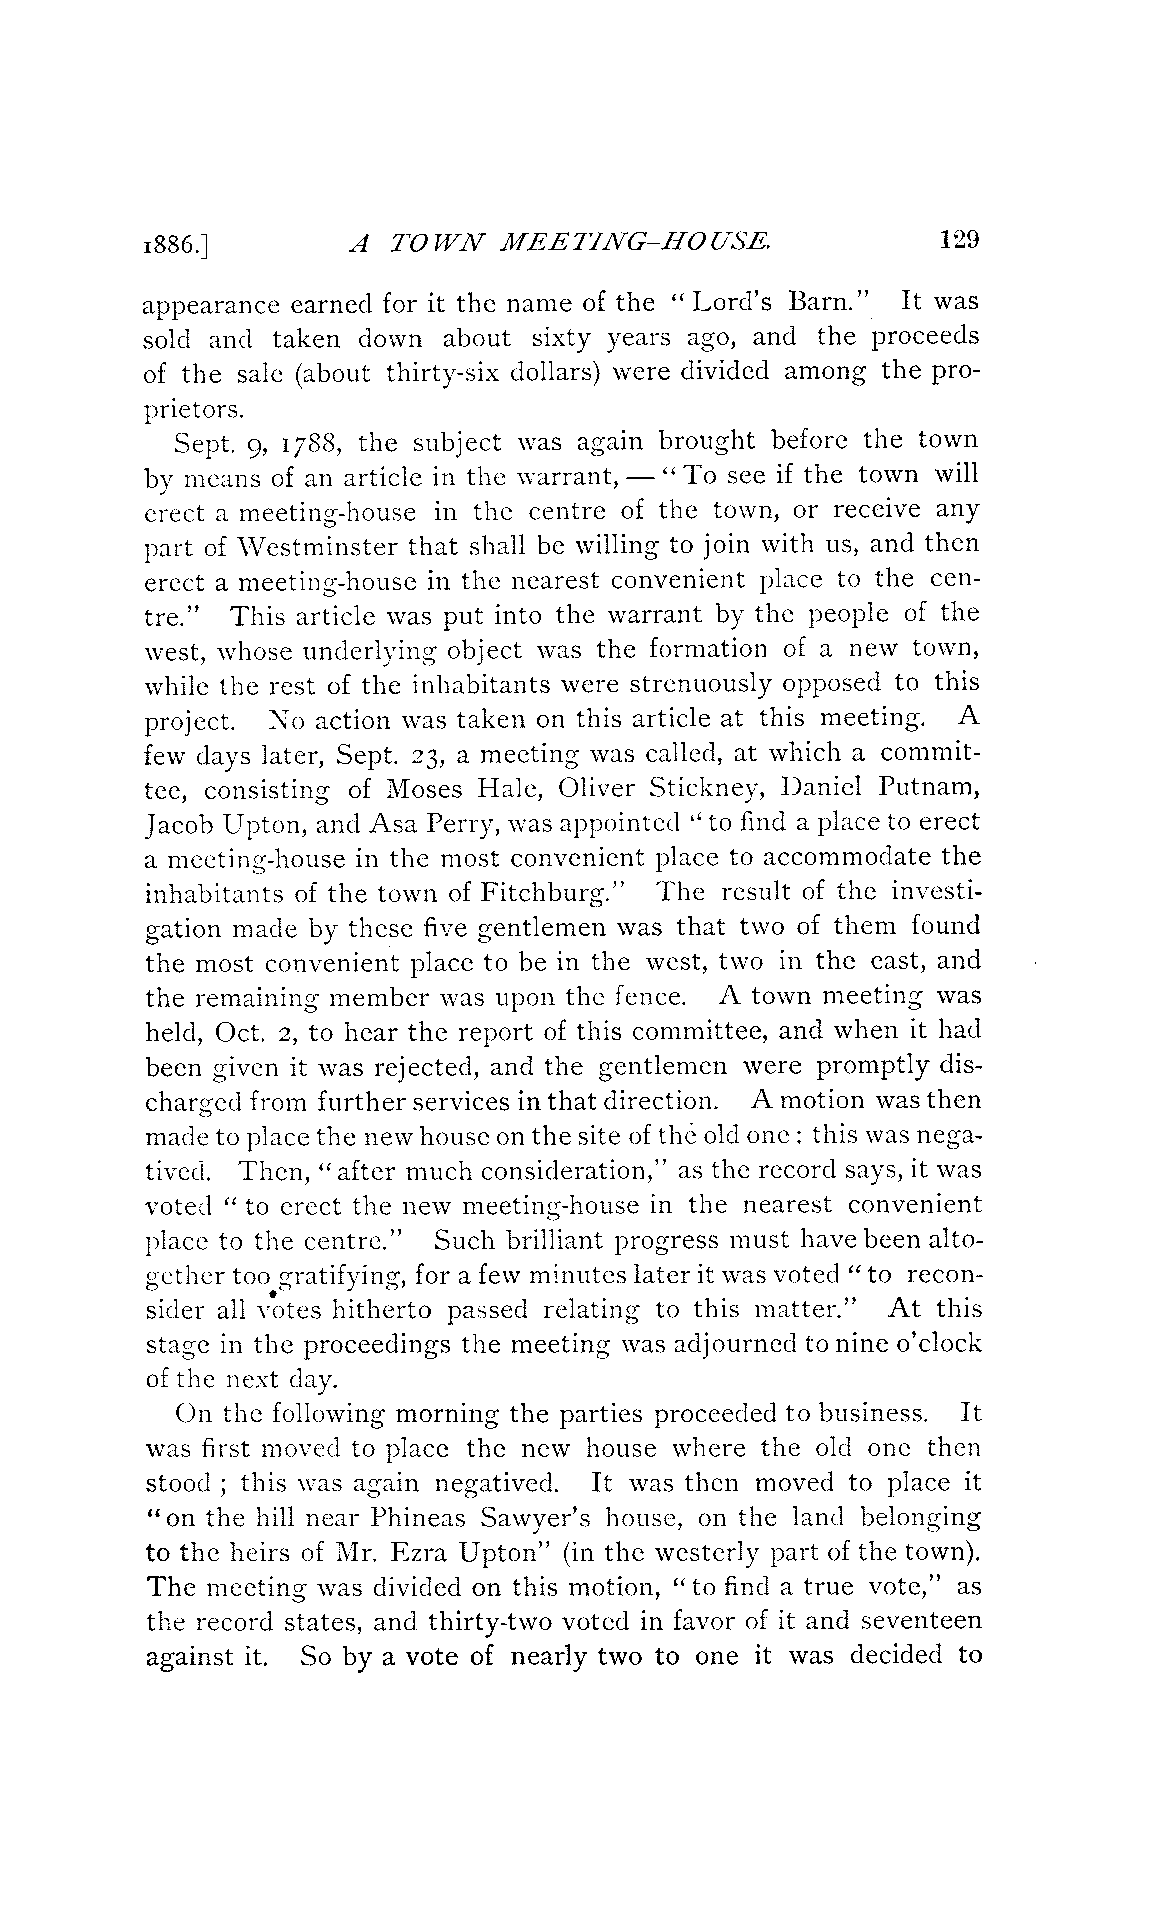 1886.] A TOWN MEETING-HOUSE. 129
appearance earned for it the name of the "Lord's Barn." It was
sold and taken down about sixty years ago, and the proceeds
of the sale (about thirty-six dollars) were divided among the pro-
prietors.
Sept. 9, 1788, the subject was again brought before the town
by means of an article in the warrant, — "To see if the town will
erect a meeting-house in the centre of the town, or receive any
part of Westminster that shall be willing to join with us, and then
erect a meeting-house in the nearest convenient place to the cen-
tre." This article was put into the warrant by the people of the
west, whose underlying object was the formation of a new town,
while the rest of the inhabitants were strenuously opposed to this
project. No action was taken on this article at this meeting. A
few days later, Sept. 23, a meeting was called, at which a commit-
tee, consisting of Moses Hale, Oliver Stickney, Daniel Putnam,
Jacob Upton, and Asa Perry, was appointed "to find a place to erect
a meeting-house in the most convenient place to accommodate the
inhabitants of the town of Fitchburg." The result of the investi-
gation made by these five gentlemen was that two of them found
the most convenient place to be in the west, two in the east, and
the remaining member was upon the fence. A town meeting was
held, Oct. 2, to hear the report of this committee, and when it had
been given it was rejected, and the gentlemen were promptly dis-
charged from further services in that direction. A motion was then
made to place the new house on the site of the old one: this was nega-
tived. Then, "after much consideration," as the record says, it was
voted "to erect the new meeting-house in the nearest convenient
place to the centre." Such brilliant progress must have been alto-
gether too gratifying, for a few minutes later it was voted "to recon-
sider all votes hitherto passed relating to this matter." At this
stage in the proceedings the meeting was adjourned to nine o'clock
of the next day.
On the following morning the parties proceeded to business. It
was first moved to place the new house where the old one then
stood; this was again negatived. It was then moved to place it
"on the hill near Phineas Sawyer's house, on the land belonging
to the heirs of Mr. Ezra Upton" (in the westerly part of the town).
The meeting was divided on this motion, "to find a true vote," as
the record states, and thirty-two voted in favor of it and seventeen
against it. So by a vote of nearly two to one it was decided to